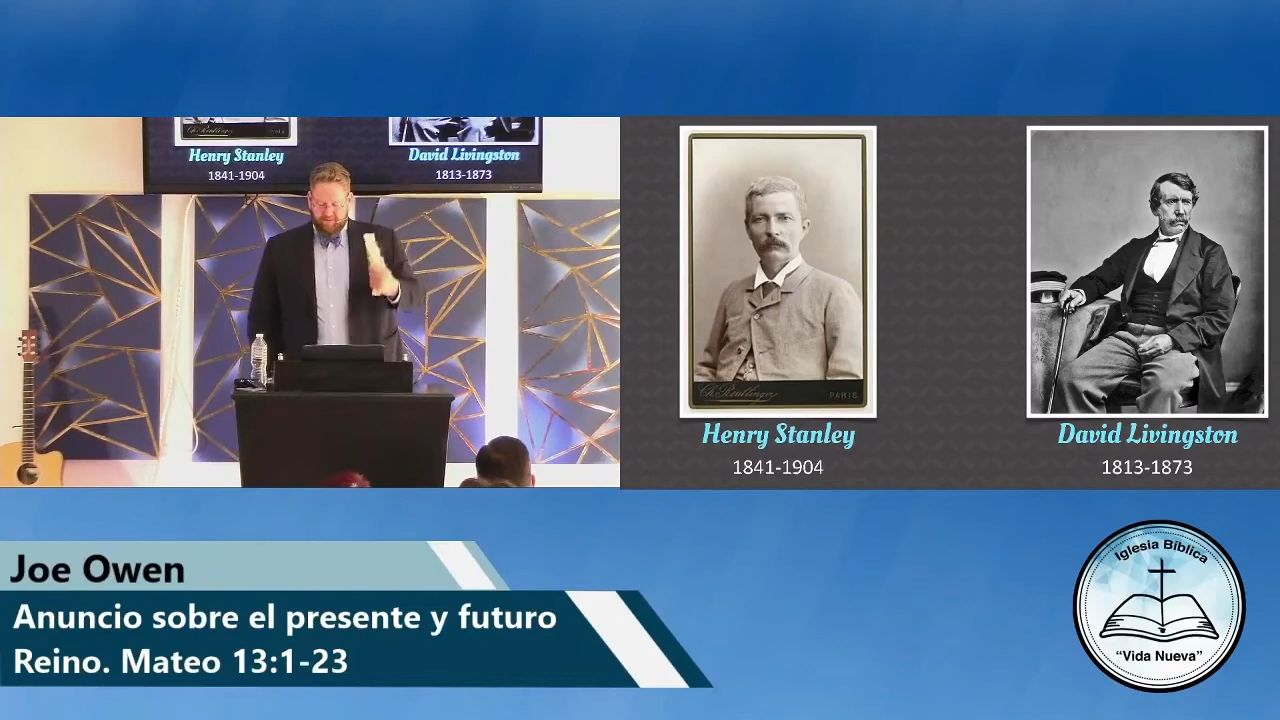 Henry Stanley
1841-1904
David Livingston
1813-1873
PARIS.
Henry Stanley
1841-1904
David Livingston
1813-1873
Joe Owen
Anuncio sobre el presente y futuro
Reino. Mateo 13:1-23
Iglesia Bíblica
“Vida Nueva”